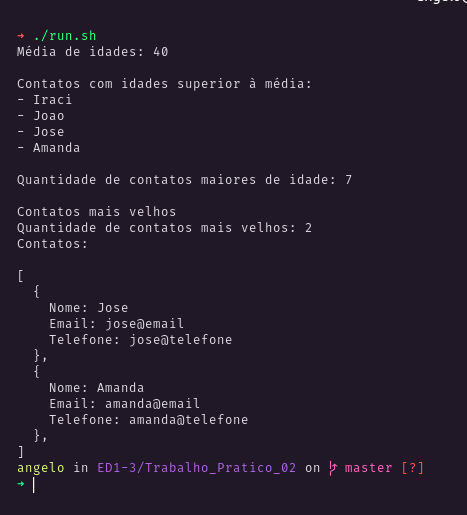 → ./run.sh
Média de idades: 40
Contatos com idades superior à média:
- Iraci
- Joao
- Jose
- Amanda
Quantidade de contatos maiores de idade: 7
Contatos mais velhos
Quantidade de contatos mais velhos: 2
Contatos:
[
  {
    Nome: Jose
    Email: jose@email
    Telefone: jose@telefone
  },
  {
    Nome: Amanda
    Email: amanda@email
    Telefone: amanda@telefone
  },
]
angelo in ED1-3/Trabalho_Pratico_02 on master [?]
→